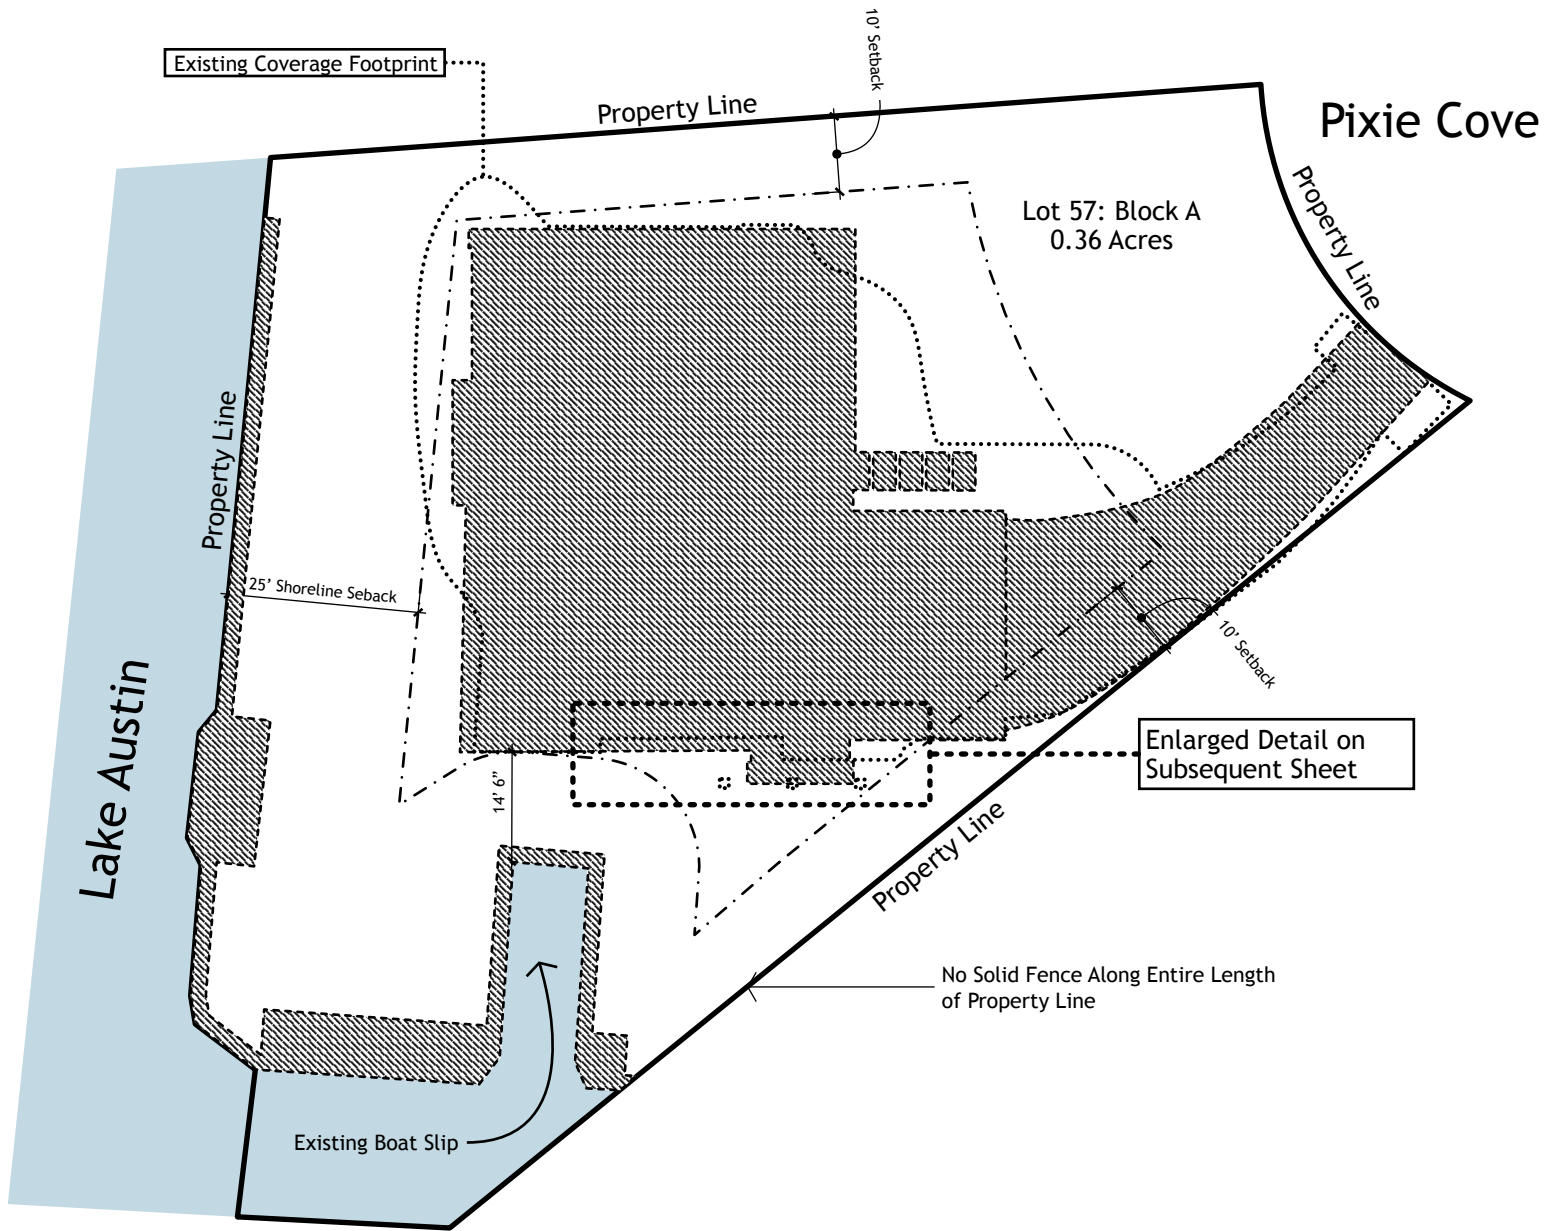 10' Setback
Existing Coverage Footprint
Property Line
Pixie Cove
Property Line
Lot 57: Block A
0.36 Acres
Property Line
25' Shoreline Seback
10' Setback
Lake Austin
Enlarged Detail on
Subsequent Sheet
14' 6"
Property Line
No Solid Fence Along Entire Length
of Property Line
Existing Boat Slip